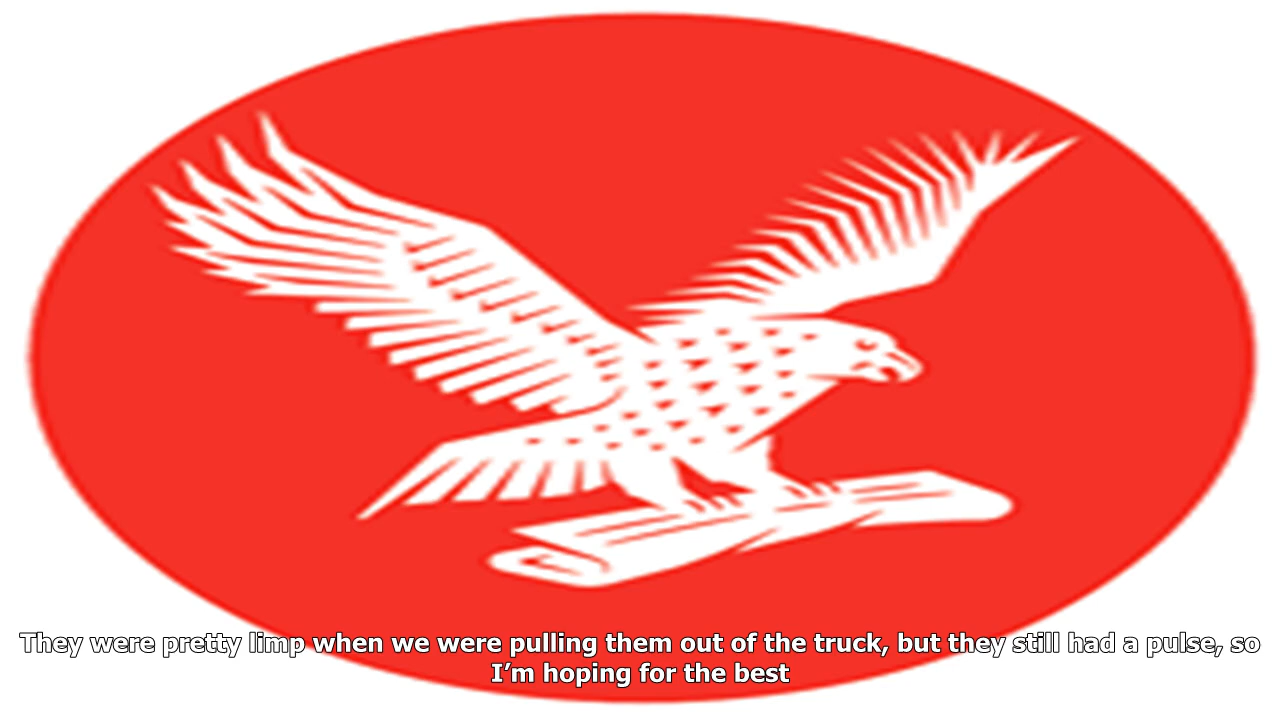 They were pretty limp when we were pulling them out of the truck, but they still had a pulse, so
I’m hoping for the best